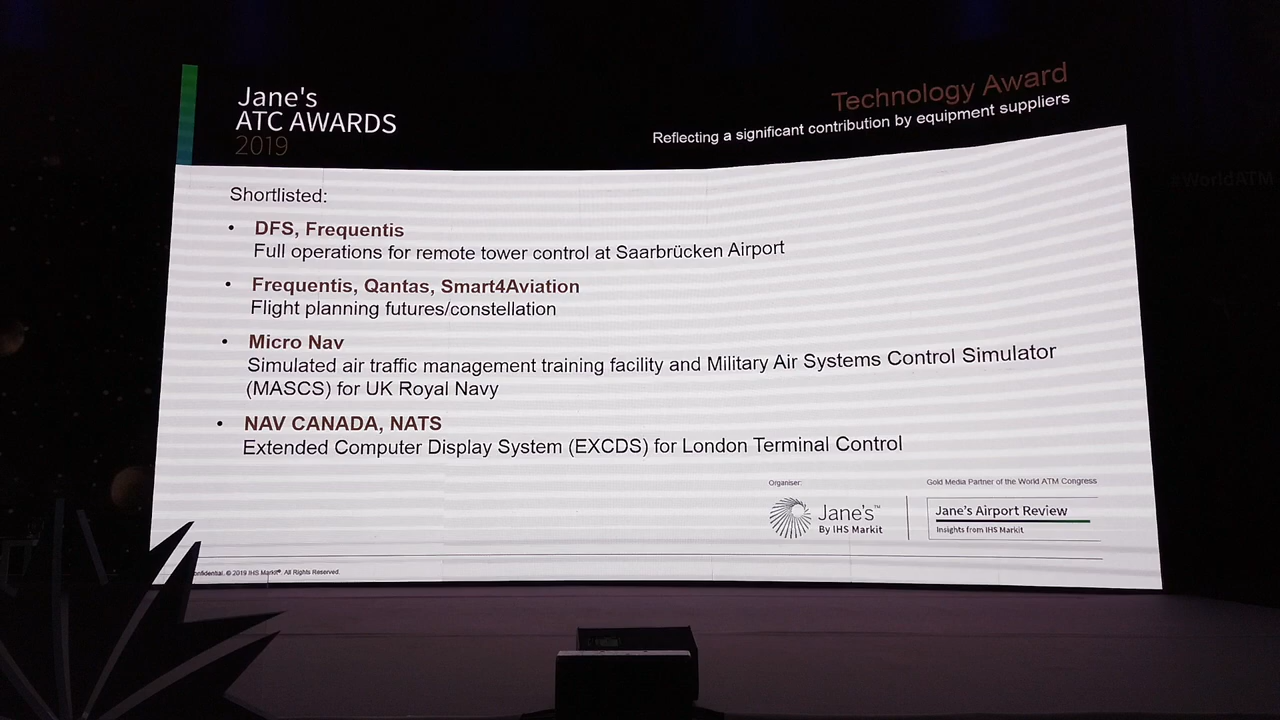 Jane's
ATC AWARDS
2019
Technology Award
Reflecting a significant contribution by equipment suppliers
#WorldATM
Shortlisted:
• DFS, Frequentis
Full operations for remote tower control at Saarbrücken Airport
• Frequentis, Qantas, Smart4Aviation
Flight planning futures/constellation
• Micro Nav
Simulated air traffic management training facility and Military Air Systems Control Simulator
(MASCS) for UK Royal Navy
• NAV CANADA, NATS
Extended Computer Display System (EXCDS) for London Terminal Control
Organiser:
Jane's™
By IHS Markit
Gold Media Partner of the World ATM Congress
Jane's Airport Review
Insights from IHS Markit
onfidential. © 2019 IHS Markit®. All Rights Reserved.